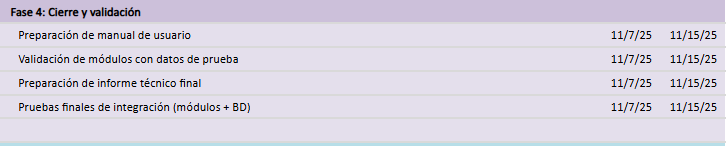 Fase 4: Cierre y validación
Preparación de manual de usuario 11/7/25 11/15/25
Validación de módulos con datos de prueba 11/7/25 11/15/25
Preparación de informe técnico final 11/7/25 11/15/25
Pruebas finales de integración (módulos + BD) 11/7/25 11/15/25